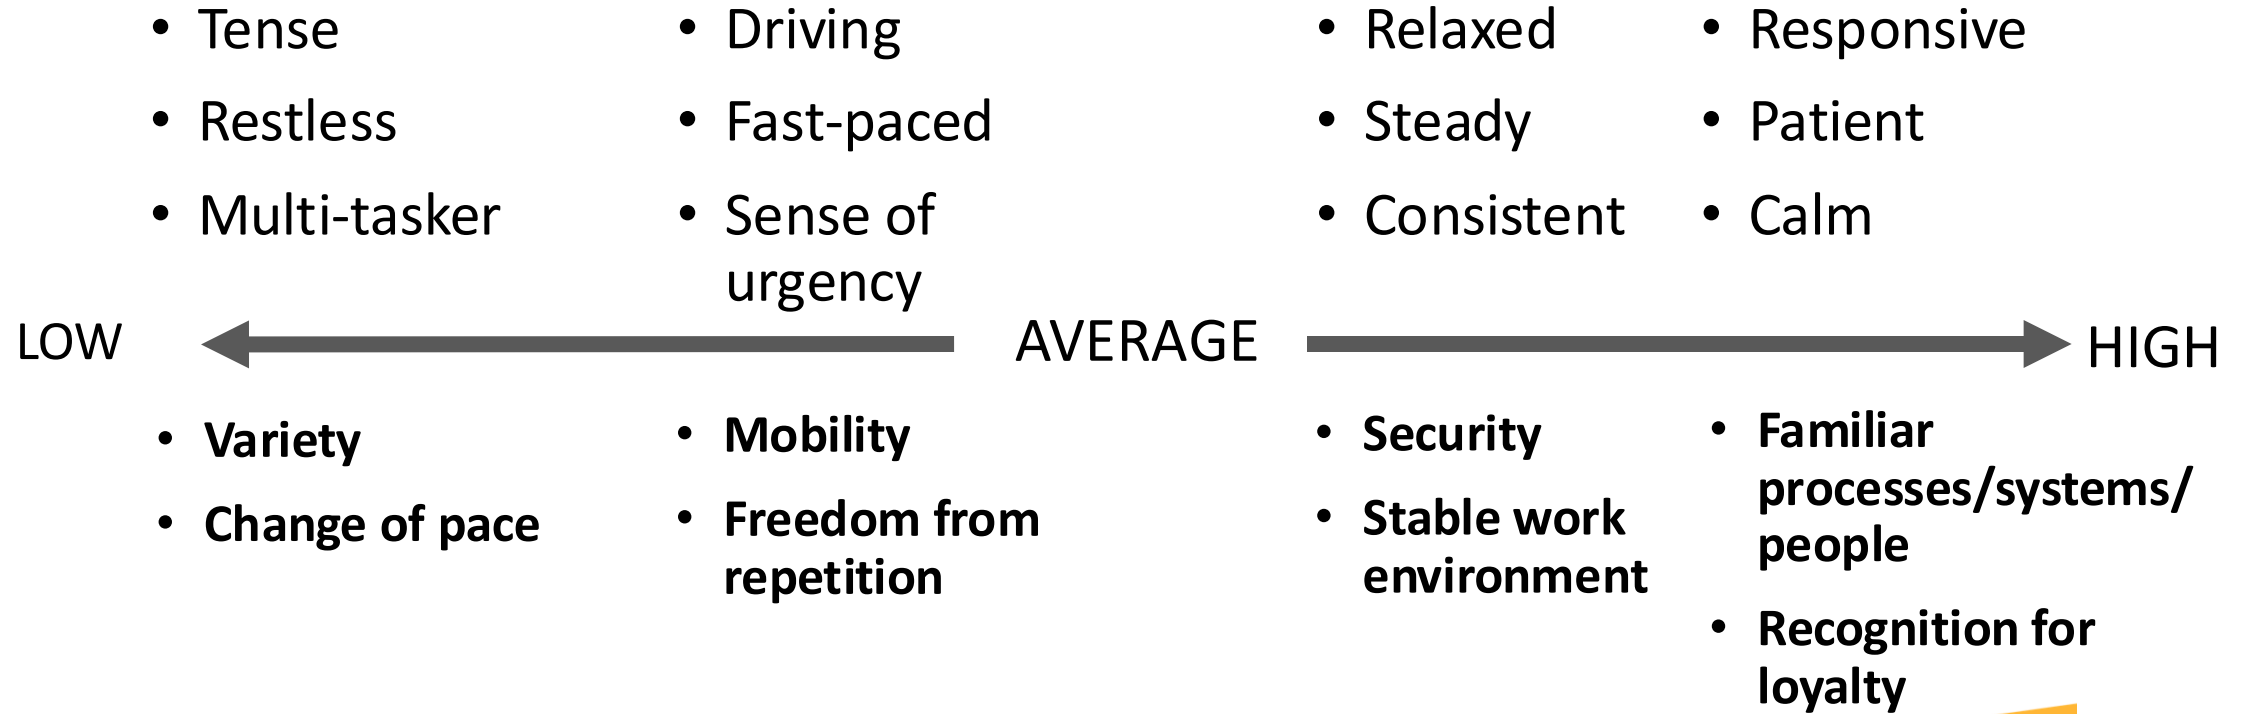 • Tense
• Restless
• Multi-tasker
• Driving
• Fast-paced
• Sense of
urgency
• Relaxed
• Steady
• Consistent
• Responsive
• Patient
• Calm
LOW
AVERAGE
HIGH
• Variety
• Change of pace
• Mobility
• Freedom from
repetition
• Security
• Stable work
environment
• Familiar
processes/systems/
people
• Recognition for
loyalty